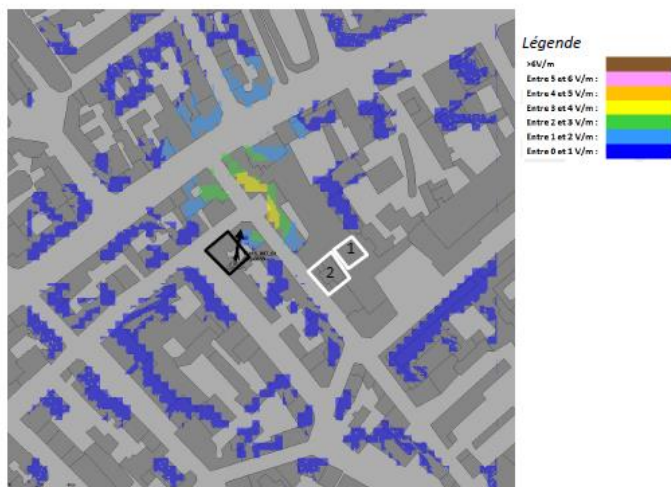 Légende
>6V/m
Entre 5 et 6 V/m :
Entre 4 et 5 V/m :
Entre 3 et 4 V/m :
Entre 2 et 3 V/m :
Entre 1 et 2 V/m :
Entre 0 et 1 V/m :
1
2